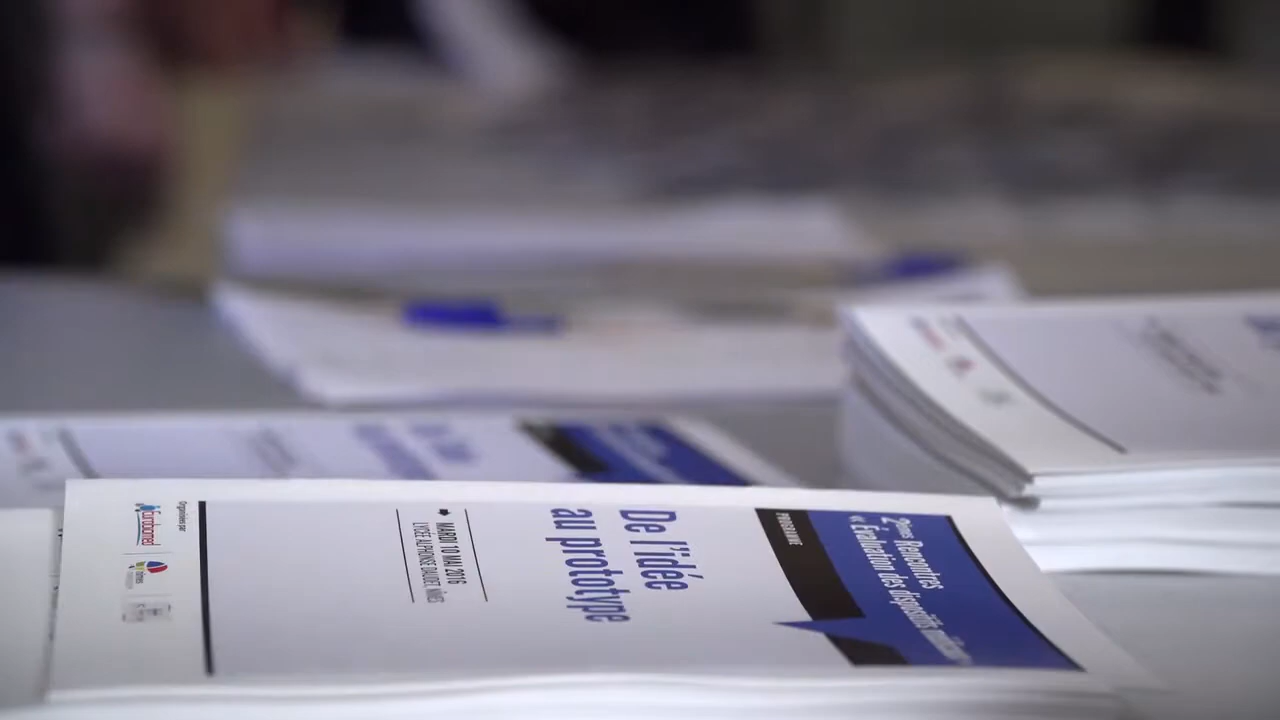 2èmes Rencontres
« Évaluation des dispositifs
PROGRAMME
De l'idée
au prototype
MARDI 10 MAI 2016
LYCÉE ALPHONSE DAUDET, NÎMES
Organisées par
Eurobiomed